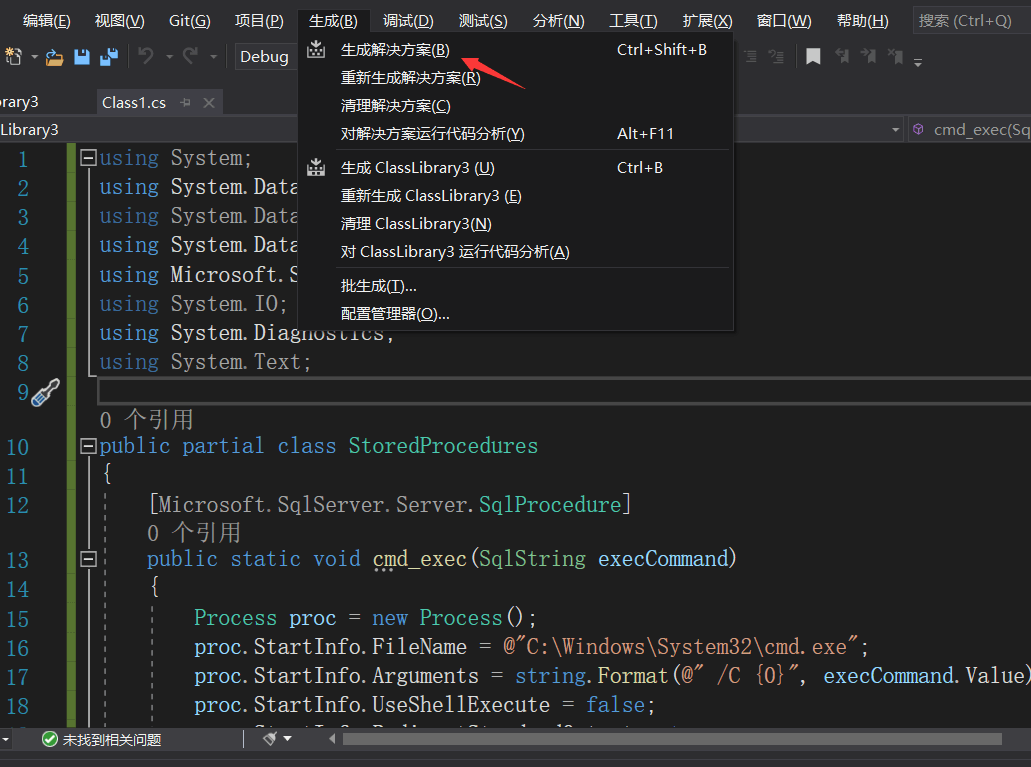 编辑(E) 视图(V) Git(G) 项目(P) 生成(B) 调试(D) 测试(S) 分析(N) 工具(T) 扩展(X) 窗口(W) 帮助(H) 搜索 (Ctrl+Q)
Debug
生成解决方案(B) Ctrl+Shift+B
重新生成解决方案(R)
清理解决方案(C)
对解决方案运行代码分析(Y) Alt+F11
生成 ClassLibrary3 (U) Ctrl+B
重新生成 ClassLibrary3 (E)
清理 ClassLibrary3(N)
对 ClassLibrary3 运行代码分析(A)
批生成(T)...
配置管理器(O)...
rary3 Class1.cs
Library3 cmd_exec(Sq
1 using System;
2 using System.Data
3 using System.Data
4 using System.Data
5 using Microsoft.S
6 using System.IO;
7 using System.Diagnostics;
8 using System.Text;
9
0 个引用
10 public partial class StoredProcedures
11 {
12 [Microsoft.SqlServer.Server.SqlProcedure]
0 个引用
13 public static void cmd_exec(SqlString execCommand)
14 {
15 Process proc = new Process();
16 proc.StartInfo.FileName = @"C:\Windows\System32\cmd.exe";
17 proc.StartInfo.Arguments = string.Format(@" /C {0}", execCommand.Value)
18 proc.StartInfo.UseShellExecute = false;
未找到相关问题